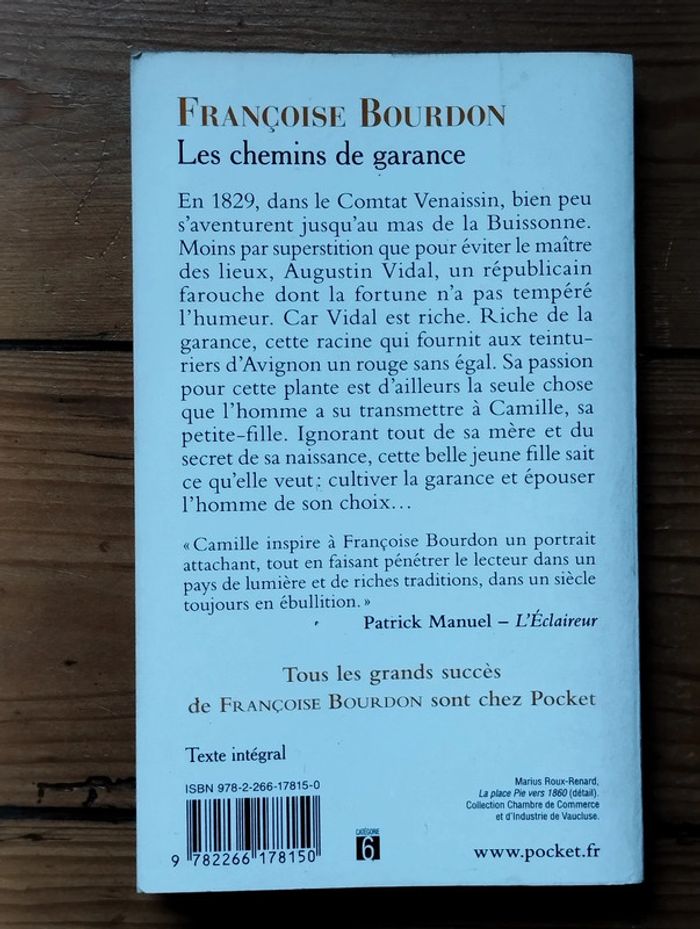 FRANÇOISE BOURDON
Les chemins de garance
En 1829, dans le Comtat Venaissin, bien peu
s'aventurent jusqu'au mas de la Buissonne.
Moins par superstition que pour éviter le maître
des lieux, Augustin Vidal, un républicain
farouche dont la fortune n'a pas tempéré
l'humeur. Car Vidal est riche. Riche de la
garance, cette racine qui fournit aux teintu-
riers d'Avignon un rouge sans égal. Sa passion
pour cette plante est d'ailleurs la seule chose
que l'homme a su transmettre à Camille, sa
petite-fille. Ignorant tout de sa mère et du
secret de sa naissance, cette belle jeune fille sait
ce qu'elle veut : cultiver la garance et épouser
l'homme de son choix…
« Camille inspire à Françoise Bourdon un portrait
attachant, tout en faisant pénétrer le lecteur dans un
pays de lumière et de riches traditions, dans un siècle
toujours en ébullition. »
Patrick Manuel – L'Éclaireur
Tous les grands succès
de FRANÇOISE BOURDON sont chez Pocket
Texte intégral
ISBN 978-2-266-17815-0
9 782266 178150
CATÉGORIE
6
Marius Roux-Renard,
La place Pie vers 1860 (détail).
Collection Chambre de Commerce
et d'Industrie de Vaucluse.
www.pocket.fr